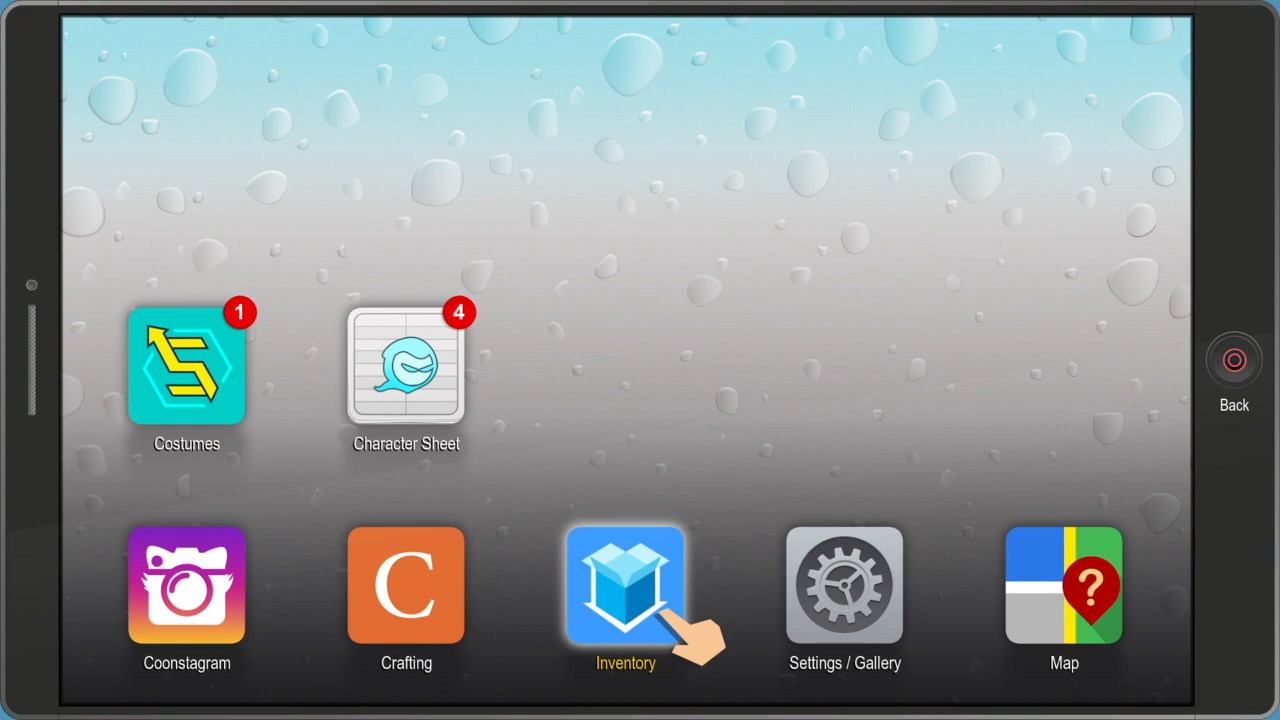 1
4
Costumes
Character Sheet
Back
C
?
Coonstagram
Crafting
Inventory
Settings / Gallery
Map